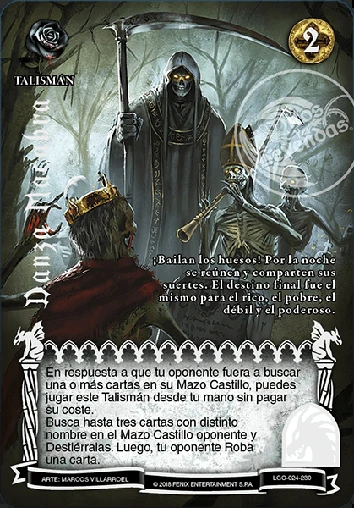 2
TALISMAN
Danza Macabra
¡Bailan los huesos! Por la noche
se reúnen y comparten sus
suertes. El destino final fue el
mismo para el rico, el pobre, el
débil y el poderoso.
En respuesta a que tu oponente fuera a buscar
una o más cartas en su Mazo Castillo, puedes
jugar este Talismán desde tu mano sin pagar
su coste.
Busca hasta tres cartas con distinto
nombre en el Mazo Castillo oponente y
Destiérralas. Luego, tu oponente Roba
una carta.
ARTE: MARCOS VILLARROEL
© 2018 FENIX ENTERTAINMENT S.P.A.